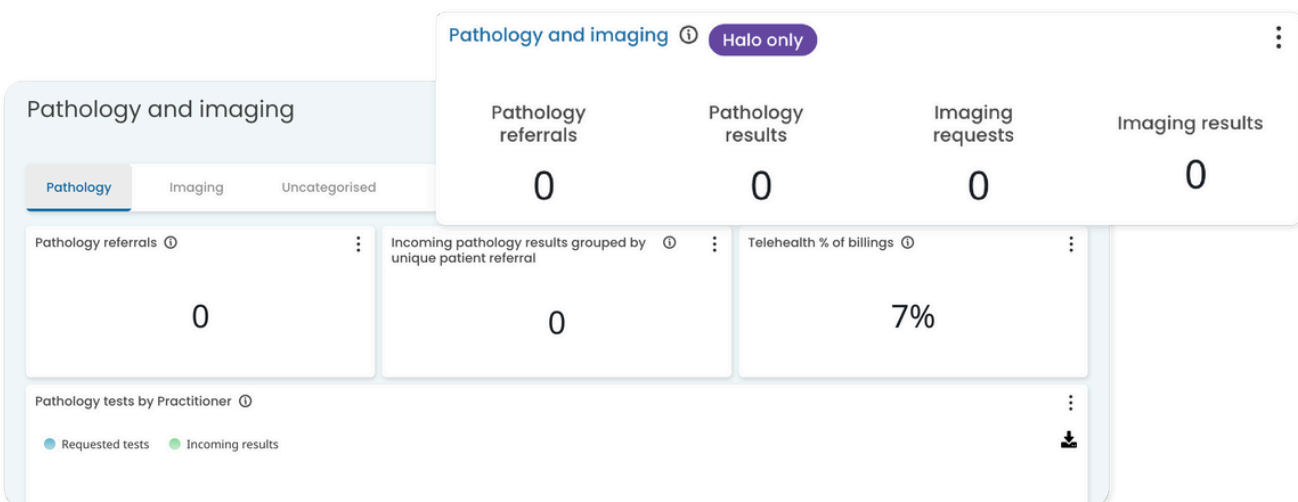 Pathology and imaging
Halo only
Pathology
referrals
0
Pathology
results
0
Imaging
requests
0
Imaging results
0
Pathology and imaging
Pathology
Imaging
Uncategorised
Pathology referrals
0
Incoming pathology results grouped by
unique patient referral
0
Telehealth % of billings
7%
Pathology tests by Practitioner
Requested tests
Incoming results